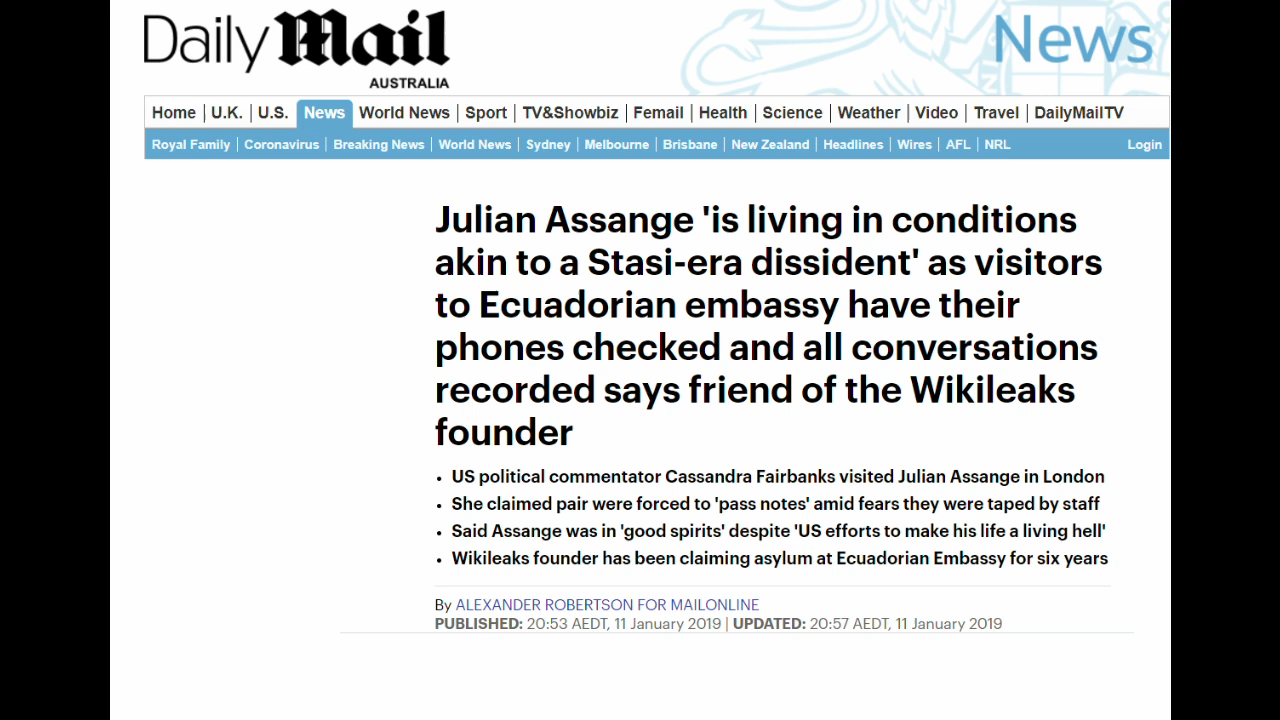 Daily Mail
AUSTRALIA
News
Home U.K. U.S. News World News Sport TV&Showbiz Femail Health Science Weather Video Travel DailyMailTV
Royal Family Coronavirus Breaking News World News Sydney Melbourne Brisbane New Zealand Headlines Wires AFL NRL Login
Julian Assange 'is living in conditions
akin to a Stasi-era dissident' as visitors
to Ecuadorian embassy have their
phones checked and all conversations
recorded says friend of the Wikileaks
founder
• US political commentator Cassandra Fairbanks visited Julian Assange in London
• She claimed pair were forced to 'pass notes' amid fears they were taped by staff
• Said Assange was in 'good spirits' despite 'US efforts to make his life a living hell'
• Wikileaks founder has been claiming asylum at Ecuadorian Embassy for six years
By ALEXANDER ROBERTSON FOR MAILONLINE
PUBLISHED: 20:53 AEDT, 11 January 2019 | UPDATED: 20:57 AEDT, 11 January 2019